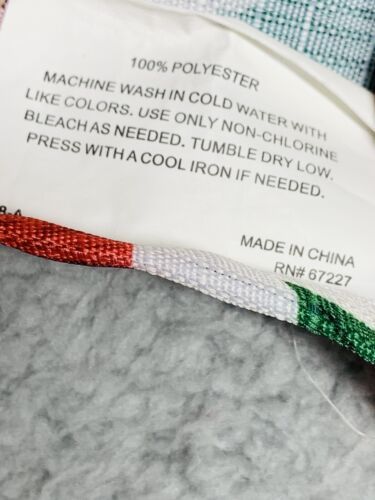 100% POLYESTER
MACHINE WASH IN COLD WATER WITH
LIKE COLORS. USE ONLY NON-CHLORINE
BLEACH AS NEEDED. TUMBLE DRY LOW.
PRESS WITH A COOL IRON IF NEEDED.
8-A
MADE IN CHINA
RN# 67227